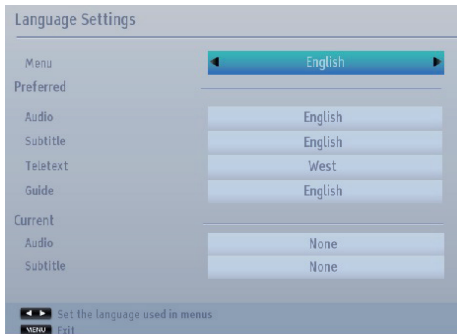 Language Settings
Menu English
Preferred
Audio English
Subtitle English
Teletext West
Guide English
Current
Audio None
Subtitle None
Set the language used in menus
MENU Exit